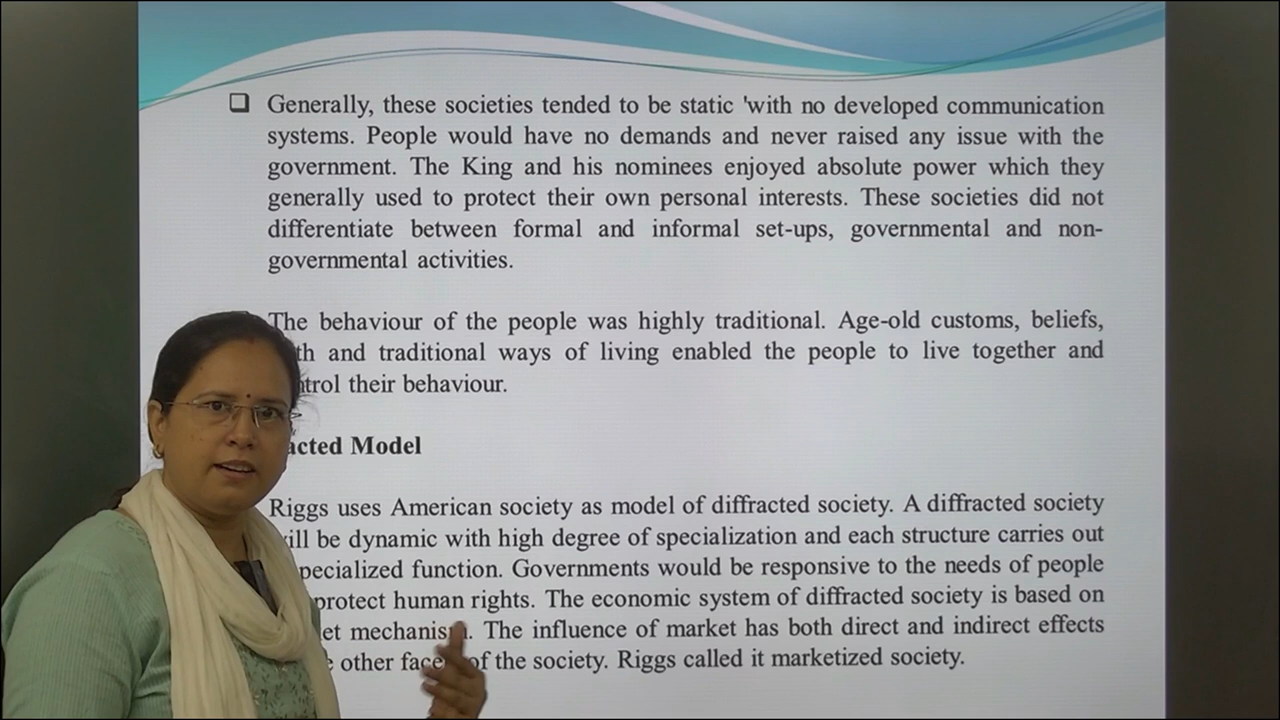 Generally, these societies tended to be static 'with no developed communication
systems. People would have no demands and never raised any issue with the
government. The King and his nominees enjoyed absolute power which they
generally used to protect their own personal interests. These societies did not
differentiate between formal and informal set-ups, governmental and non-
governmental activities.
The behaviour of the people was highly traditional. Age-old customs, beliefs,
and traditional ways of living enabled the people to live together and
their behaviour.
Model
Riggs uses American society as model of diffracted society. A diffracted society
be dynamic with high degree of specialization and each structure carries out
specialized function. Governments would be responsive to the needs of people
protect human rights. The economic system of diffracted society is based on
mechanism. The influence of market has both direct and indirect effects
other of the society. Riggs called it marketized society.